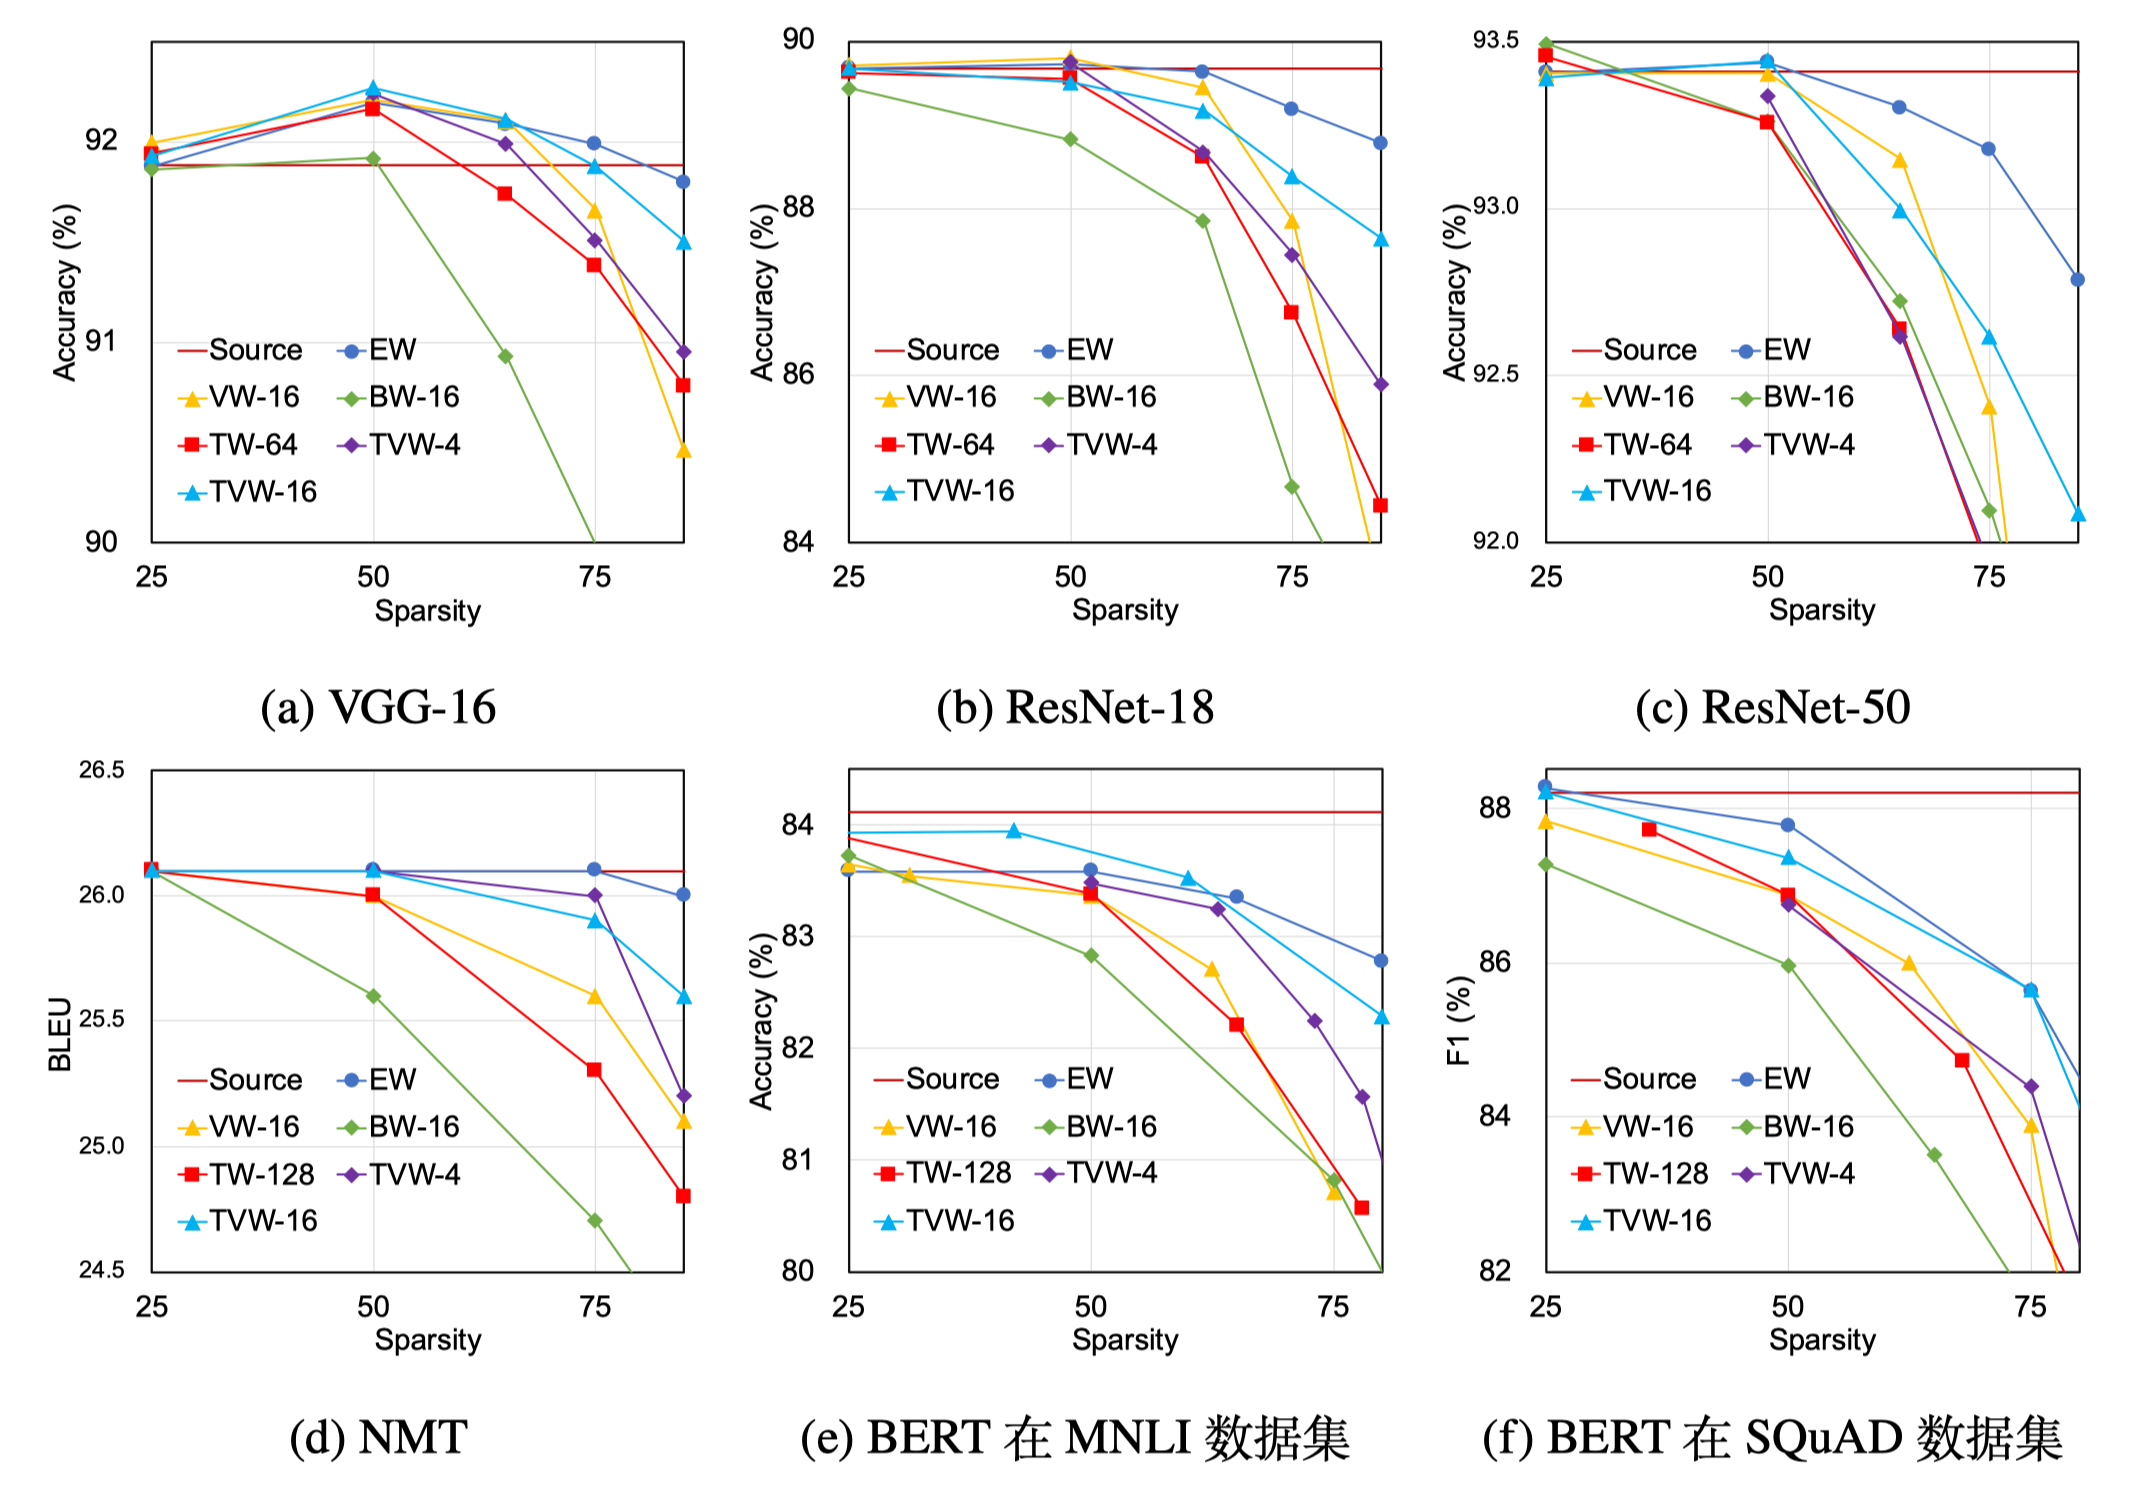 92
91
90
Accuracy (%)
Source EW
VW-16 BW-16
TW-64 TVW-4
TVW-16
25 50 75
Sparsity
(a) VGG-16
90
88
86
84
Accuracy (%)
Source EW
VW-16 BW-16
TW-64 TVW-4
TVW-16
25 50 75
Sparsity
(b) ResNet-18
93.5
93.0
92.5
92.0
Accuracy (%)
Source EW
VW-16 BW-16
TW-64 TVW-4
TVW-16
25 50 75
Sparsity
(c) ResNet-50
26.5
26.0
25.5
25.0
24.5
BLEU
Source EW
VW-16 BW-16
TW-128 TVW-4
TVW-16
25 50 75
Sparsity
(d) NMT
84
83
82
81
80
Accuracy (%)
Source EW
VW-16 BW-16
TW-128 TVW-4
TVW-16
25 50 75
Sparsity
(e) BERT 在 MNLI 数据集
88
86
84
82
F1 (%)
Source EW
VW-16 BW-16
TW-128 TVW-4
TVW-16
25 50 75
Sparsity
(f) BERT 在 SQuAD 数据集